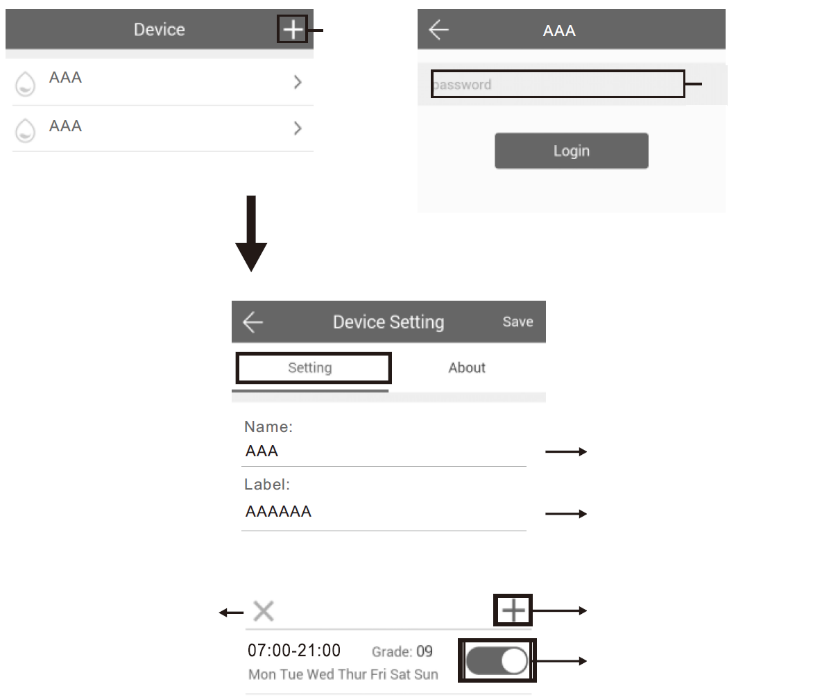 Device
AAA
AAA
AAA
password
Login
Device Setting Save
Setting About
Name:
AAA
Label:
AAAAAA
07:00-21:00 Grade: 09
Mon Tue Wed Thur Fri Sat Sun